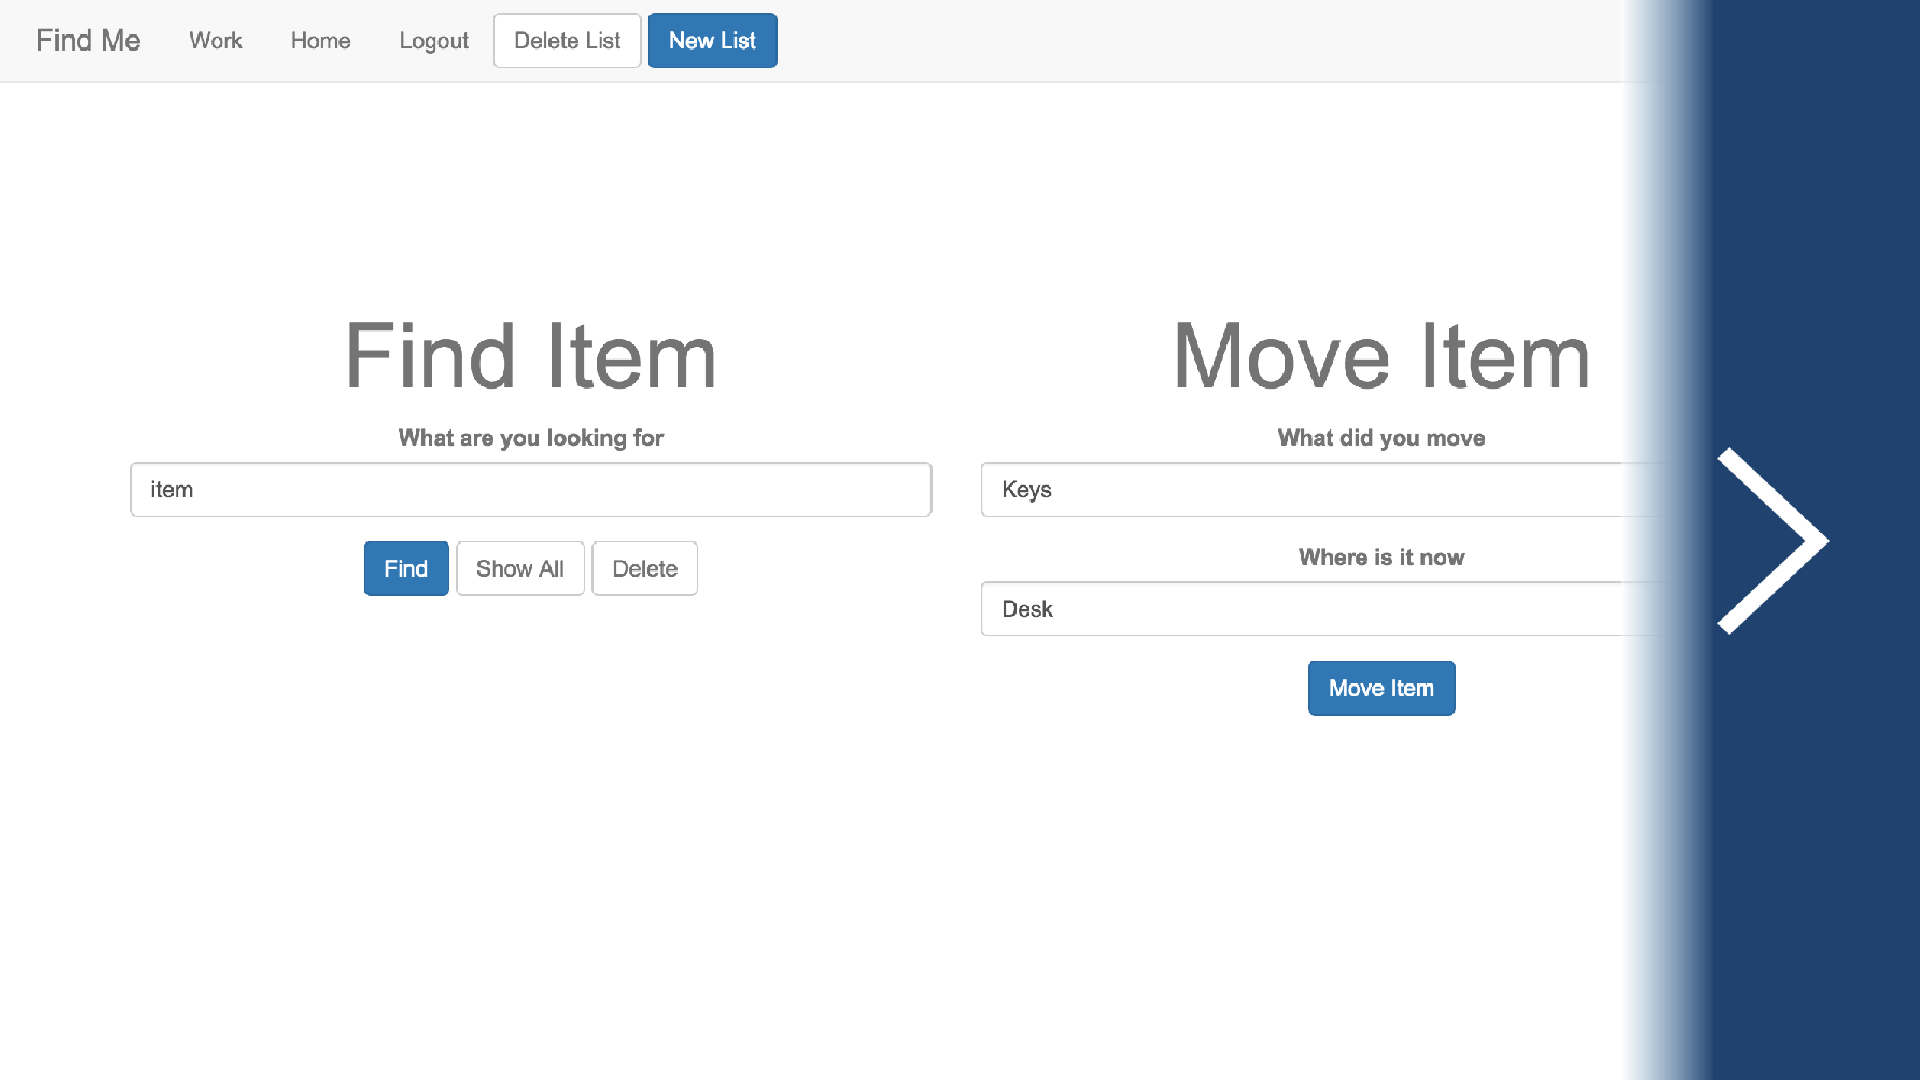 Find Me Work Home Logout Delete List New List
Find Item
What are you looking for
item
Find Show All Delete
Move Item
What did you move
Keys
Where is it now
Desk
Move Item